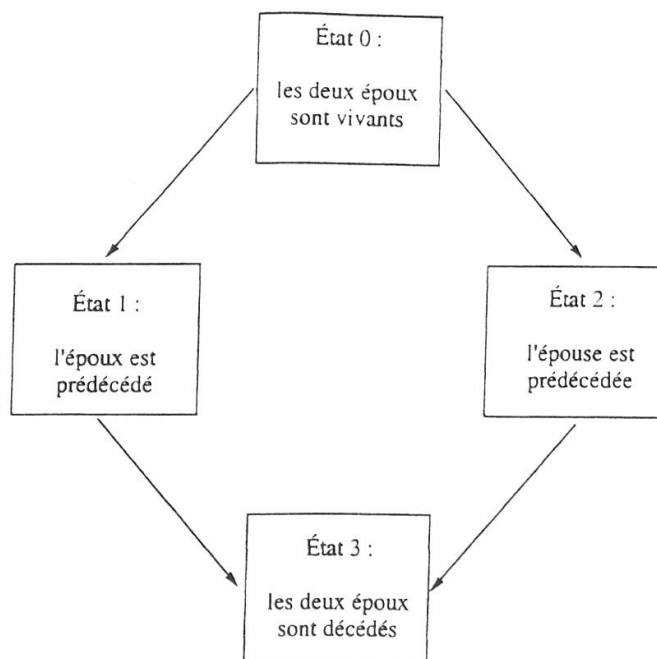 État 0 :
les deux époux
sont vivants
État 1 :
l'époux est
prédécédé
État 2 :
l'épouse est
prédécédée
État 3 :
les deux époux
sont décédés